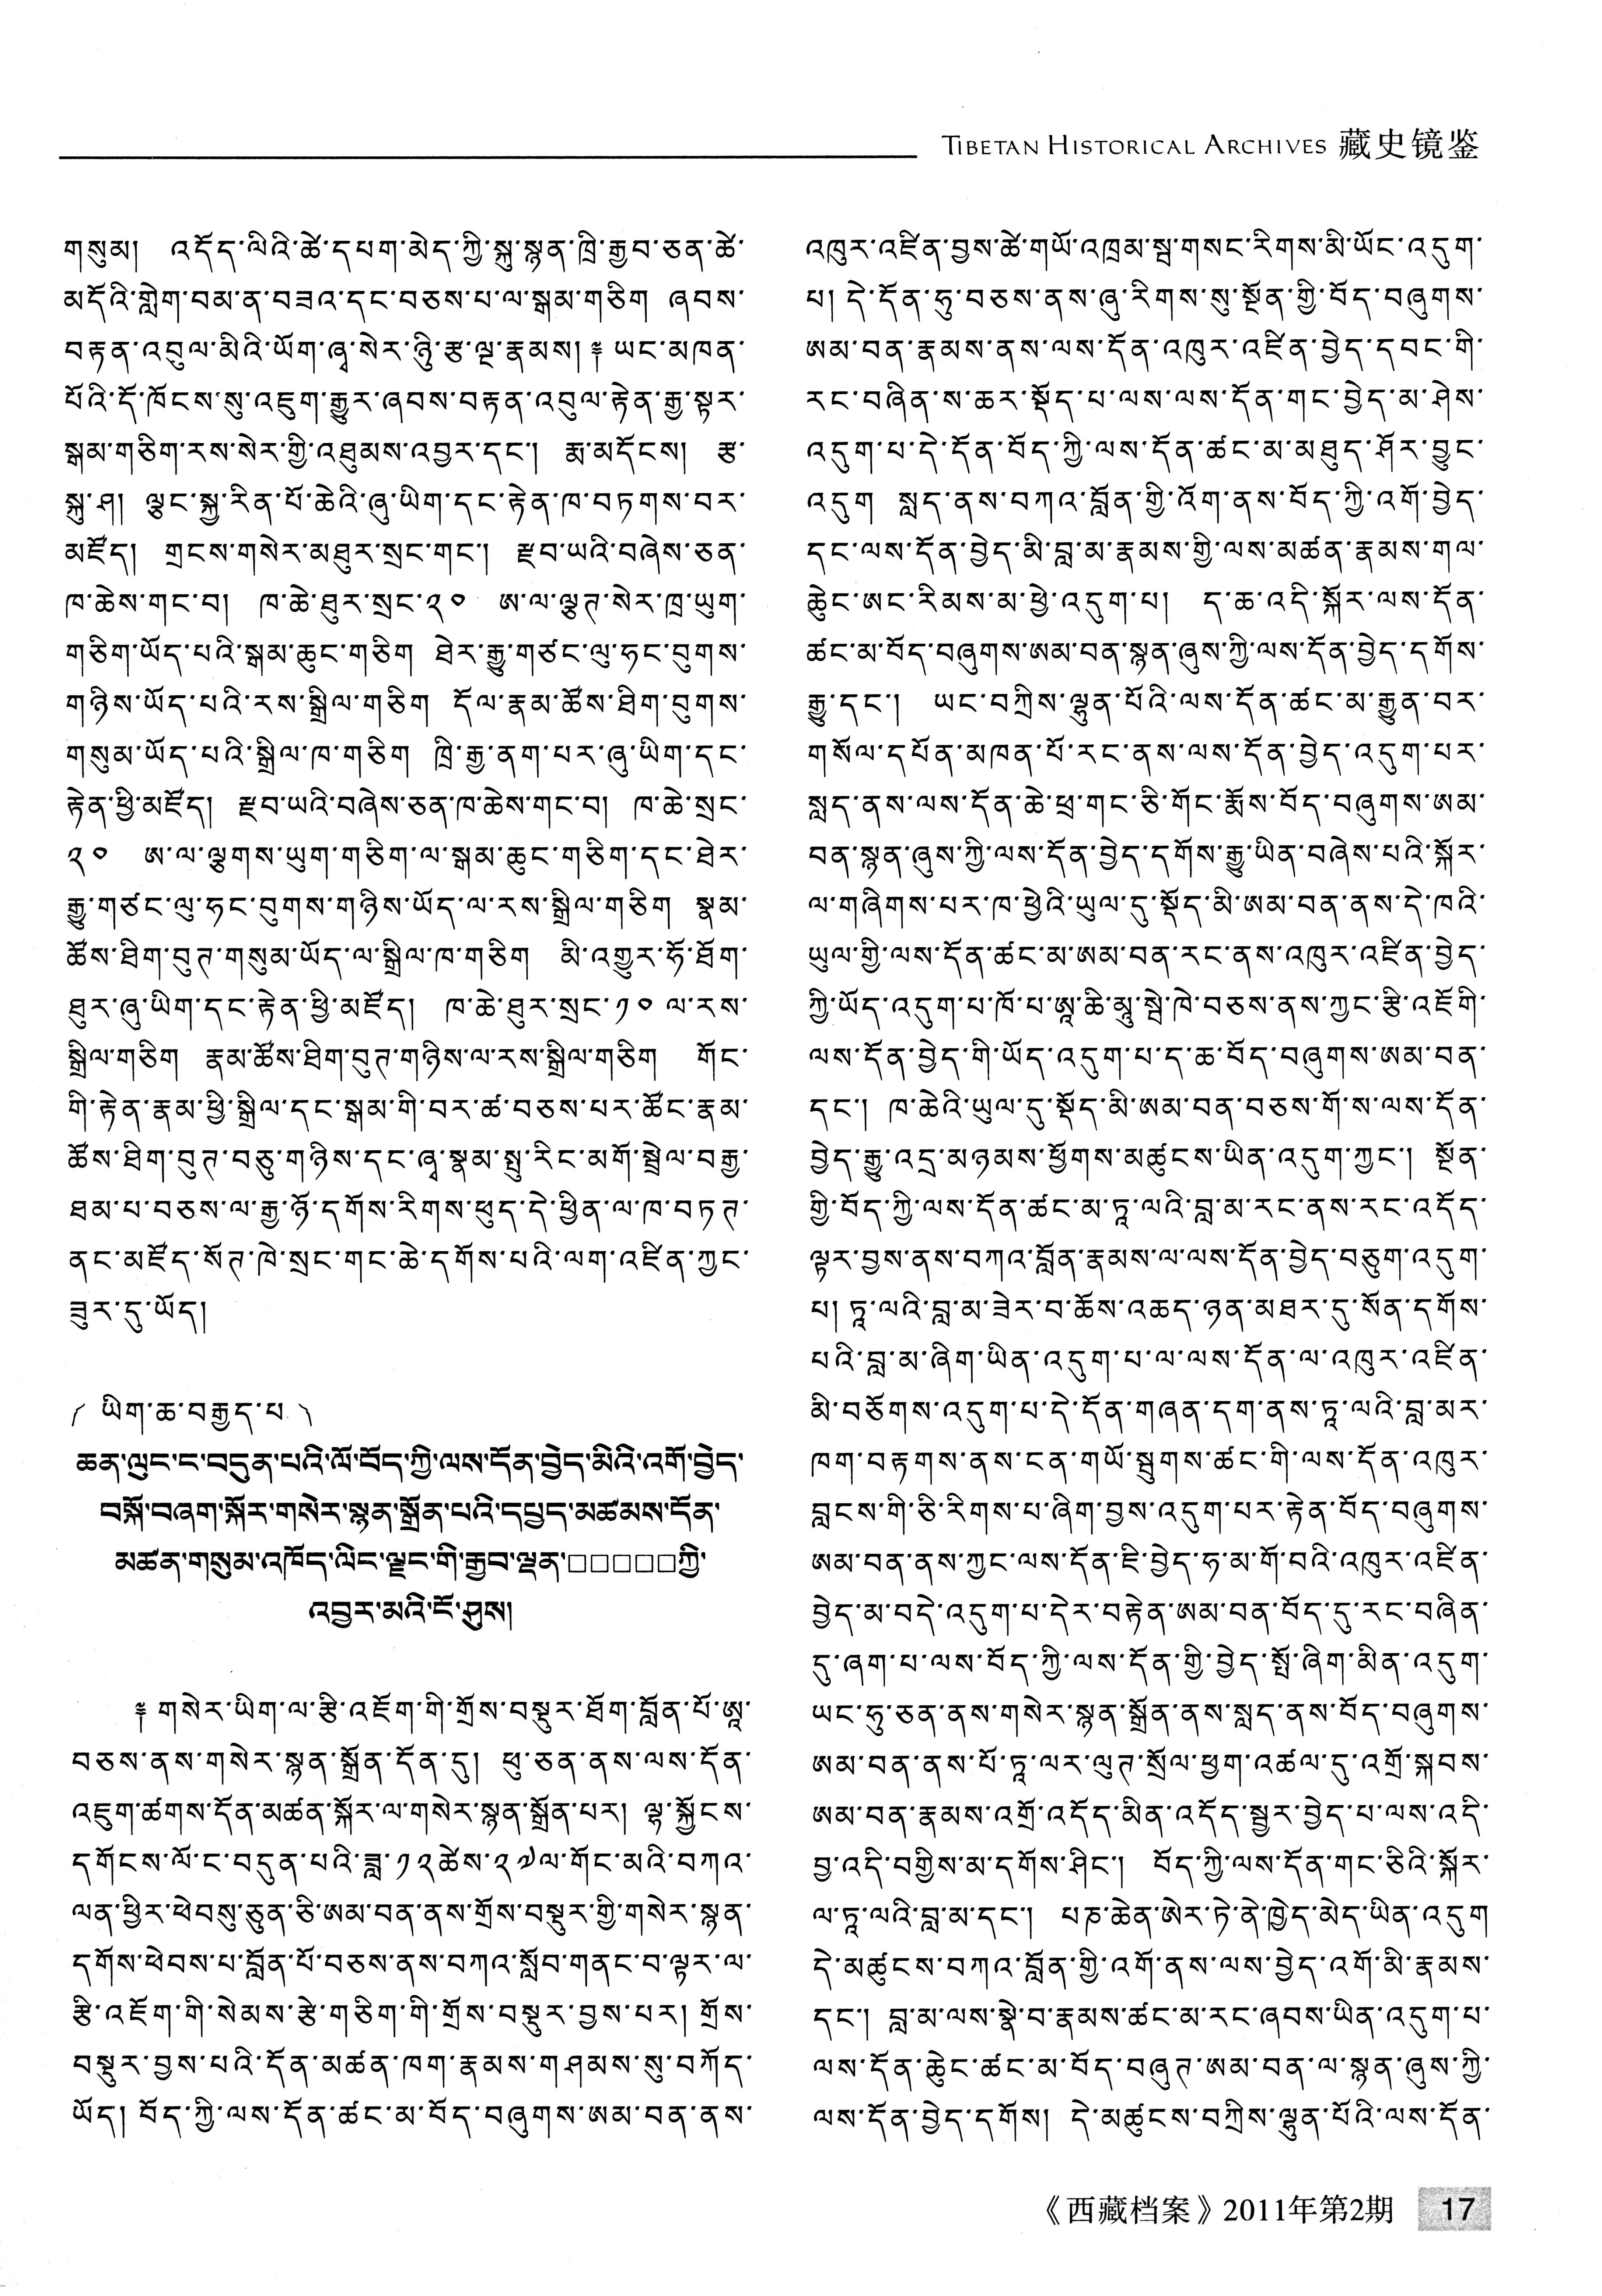 TIBETAN HISTORICAL ARCHIVES 藏史镜鉴
གསུམ།  འདོད་ལིའི་ཚེ་དཔག་མེད་ཀྱི་སྐུ་སྙན་ཁྲི་རྒྱབ་ཅན་ཚེ་
མདོའི་གླེག་བམ་ན་བཟའ་དང་བཅས་པ་ལ་སྒམ་གཅིག ཞབས་
བརྟན་འབུལ་མིའི་ཡོག་ཞྭ་སེར་ཉི་རྩ་ལྔ་རྣམས། ༈ ཡང་མཁན་
པོའི་དོ་ཁོངས་སུ་འཇུག་རྒྱུར་ཞབས་བརྟན་འབུལ་རྟེན་རྒྱ་སྟར་
སྒམ་གཅིག་རས་སེར་གྱི་འཐུམས་འབྱར་དང་།  རྨ་མདོངས།  རྩ་
སྐུ་ཤ།  ལྕང་སྐྱ་རིན་པོ་ཆེའི་ཞུ་ཡིག་དང་རྟེན་ཁ་བཏགས་བར་
མཛོད།  གྲངས་གསེར་མཐུར་སྲང་གང་།  རྫབ་ཡའི་བཞེས་ཅན་
ཁ་ཆེས་གང་བ།  ཁ་ཆེ་ཐུར་སྲང་༢༠  ཨ་ལ་ལྕཊ་སེར་ཁྲ་ཡུག་
གཅིག་ཡོད་པའི་སྒམ་ཆུང་གཅིག ཐེར་རྒྱུ་གཙང་ལུ་ཧང་བུགས་
གཉིས་ཡོད་པའི་རས་སྒྲིལ་གཅིག དོལ་རྣམ་ཚོས་ཐིག་བུགས་
གསུམ་ཡོད་པའི་སྒྲིལ་ཁ་གཅིག ཁྲི་རྒྱ་ནག་པར་ཞུ་ཡིག་དང་
རྟེན་ཕྱི་མཛོད།  རྫབ་ཡའི་བཞེས་ཅན་ཁ་ཆེས་གང་བ།  ཁ་ཆེ་སྲང་
༢༠  ཨ་ལ་ལྕགས་ཡུག་གཅིག་ལ་སྒམ་ཆུང་གཅིག་དང་ཐེར་
རྒྱུ་གཙང་ལུ་ཧང་བུགས་གཉིས་ཡོད་ལ་རས་སྒྲིལ་གཅིག སྣམ་
ཚོས་ཐིག་བུཊ་གསུམ་ཡོད་ལ་སྒྲིལ་ཁ་གཅིག  མི་འགྱུར་ཧོ་ཐོག་
ཐུར་ཞུ་ཡིག་དང་རྟེན་ཕྱི་མཛོད།  ཁ་ཆེ་ཐུར་སྲང་༡༠ ལ་རས་
སྒྲིལ་གཅིག རྣམ་ཚོས་ཐིག་བུཊ་གཉིས་ལ་རས་སྒྲིལ་གཅིག  གོང་
གི་རྟེན་རྣམ་ཕྱི་སྒྲིལ་དང་སྒམ་གི་བར་ཚ་བཅས་པར་ཚོང་རྣམ་
ཚོས་ཐིག་བུཊ་བཅུ་གཉིས་དང་ཞྭ་སྣམ་སྤུ་རིང་མགོ་སྦྲེལ་བརྒྱ་
ཐམ་པ་བཅས་ལ་རྒྱ་ཉོ་དགོས་རིགས་ཕུད་དེ་ཕྱིན་ལ་ཁ་བཏཊ་
ནང་མཛོད་སོཊ་ཁེ་སྲང་གང་ཆེ་དགོས་པའི་ལག་འཛིན་ཀྱང་
ཟུར་དུ་ཡོད།
༼ ཡིག་ཆ་བརྒྱད་པ ༽
ཆན་ལུང་ང་བདུན་པའི་ལོ་བོད་ཀྱི་ལས་དོན་བྱེད་མིའི་འགོ་བྱེད་
བསྐོ་བཞག་སྐོར་གསེར་སྙན་སྒྲོན་པའི་དཔྱད་མཚམས་དོན་
མཚན་གསུམ་འཁོད་ལིང་ལྗང་གི་རྒྱབ་ལྡན་□□□□□ཀྱི་
འབྱར་མའི་ངོ་ཤུས།
༈ གསེར་ཡིག་ལ་རྩི་འཇོག་གི་གྲོས་བསྡུར་ཐོག་བློན་པོ་ཨཱ་
བཅས་ནས་གསེར་སྙན་སྒྲོན་དོན་དུ།  ཕུ་ཅན་ནས་ལས་དོན་
འཇུག་ཚགས་དོན་མཚན་སྐོར་ལ་གསེར་སྙན་སྒྲོན་པར།  ལྷ་སྐྱོངས་
དགོངས་ལོ་ང་བདུན་པའི་ཟླ་༡༢ཚེས་༢༧ལ་གོང་མའི་བཀའ་
ལན་ཕྱིར་ཕེབསུ་ཅུན་ཅི་ཨམ་བན་ནས་གྲོས་བསྡུར་གྱི་གསེར་སྙན་
དགོས་ཕེབས་པ་བློན་པོ་བཅས་ནས་བཀའ་སློབ་གནང་བ་ལྟར་ལ་
རྩི་འཇོག་གི་སེམས་རྩེ་གཅིག་གི་གྲོས་བསྡུར་བྱས་པར། གྲོས་
བསྡུར་བྱས་པའི་དོན་མཚན་ཁག་རྣམས་གཤམས་སུ་བཀོད་
ཡོད། བོད་ཀྱི་ལས་དོན་ཚང་མ་བོད་བཞུགས་ཨམ་བན་ནས་
འཁུར་འཛིན་བྱས་ཚེ་གཡོ་འཁྲམ་སྦ་གསང་རིགས་མི་ཡོང་འདུག་
པ། དེ་དོན་ཧུ་བཅས་ནས་ཞུ་རིགས་སུ་སྔོན་གྱི་བོད་བཞུགས་
ཨམ་བན་རྣམས་ནས་ལས་དོན་འཁུར་འཛིན་བྱེད་དབང་གི་
རང་བཞིན་ས་ཆར་སྡོད་པ་ལས་ལས་དོན་གང་བྱེད་མ་ཤེས་
འདུག་པ་དེ་དོན་བོད་ཀྱི་ལས་དོན་ཚང་མ་མཐུད་ཤོར་བྱུང་
འདུག སླད་ནས་བཀའ་བློན་གྱི་འོག་ནས་བོད་ཀྱི་འགོ་བྱེད་
དང་ལས་དོན་བྱེད་མི་བླ་མ་རྣམས་གྱི་ལས་མཚན་རྣམས་གལ་
ཆུང་ཨང་རིམས་མ་ཕྱེ་འདུག་པ།  ད་ཆ་འདི་སྐོར་ལས་དོན་
ཚང་མ་བོད་བཞུགས་ཨམ་བན་སྙན་ཞུས་ཀྱི་ལས་དོན་བྱེད་དགོས་
རྒྱུ་དང་།  ཡང་བཀྲིས་ལྷུན་པོའི་ལས་དོན་ཚང་མ་རྒྱུན་བར་
གསོལ་དཔོན་མཁན་པོ་རང་ནས་ལས་དོན་བྱེད་འདུག་པར་
སླད་ནས་ལས་དོན་ཆེ་ཕྲ་གང་ཅི་གོང་རྨོས་བོད་བཞུགས་ཨམ་
བན་སྙན་ཞུས་ཀྱི་ལས་དོན་བྱེད་དགོས་རྒྱུ་ཡིན་བཞེས་པའི་སྐོར་
ལ་གཞིགས་པར་ཁ་ཕྱེའི་ཡུལ་དུ་སྡོད་མི་ཨམ་བན་ནས་དེ་ཁའི་
ཡུལ་གྱི་ལས་དོན་ཚང་མ་ཨམ་བན་རང་ནས་འཁུར་འཛིན་བྱེད་
ཀྱི་ཡོད་འདུག་པ་ཁོ་པ་ཨཱ་ཆི་མཱུ་སྦེ་ཁེ་བཅས་ནས་ཀྱང་རྩི་འཇོགི་
ལས་དོན་བྱེད་གི་ཡོད་འདུག་པ་ད་ཆ་བོད་བཞུགས་ཨམ་བན་
དང་།  ཁ་ཆེའི་ཡུལ་དུ་སྡོད་མི་ཨམ་བན་བཅས་གོ་ས་ལས་དོན་
བྱེད་རྒྱུ་འདྲ་མཉམས་ཕྱོགས་མཚུངས་ཡིན་འདུག་ཀྱང་།  སྔོན་
གྱི་བོད་ཀྱི་ལས་དོན་ཚང་མ་ཏཱ་ལའི་བླ་མ་རང་ནས་རང་འདོད་
ལྟར་བྱས་ནས་བཀའ་བློན་རྣམས་ལ་ལས་དོན་བྱེད་བཅུག་འདུག་
པ། ཏཱ་ལའི་བླ་མ་ཟེར་བ་ཆོས་འཆད་ཉན་མཐར་དུ་སོན་དགོས་
པའི་བླ་མ་ཞིག་ཡིན་འདུག་པ་ལ་ལས་དོན་ལ་འཁུར་འཛིན་
མི་བཅོགས་འདུག་པ་དེ་དོན་གཞན་དག་ནས་ཏཱ་ལའི་བླ་མར་
ཁག་བརྟགས་ནས་ངན་གཡོ་སྤུགས་ཚང་གི་ལས་དོན་འཁུར་
བླངས་གི་ཅི་རིགས་པ་ཞིག་བྱས་འདུག་པར་རྟེན་བོད་བཞུགས་
ཨམ་བན་ནས་ཀྱང་ལས་དོན་ཇི་བྱེད་ཧ་མ་གོ་བའི་འཁུར་འཛིན་
བྱེད་མ་བདེ་འདུག་པ་དེར་བརྟེན་ཨམ་བན་བོད་དུ་རང་བཞིན་
དུ་ཞག་པ་ལས་བོད་ཀྱི་ལས་དོན་གྱི་བྱེད་སྤོ་ཞིག་མིན་འདུག་
ཡང་ཧུ་ཅན་ནས་གསེར་སྙན་སྒྲོན་ནས་སླད་ནས་བོད་བཞུགས་
ཨམ་བན་ནས་པོ་ཏཱ་ལར་ལུཊ་སྲོལ་ཕྱག་འཚལ་དུ་འགྲོ་སྐབས་
ཨམ་བན་རྣམས་འགྲོ་འདོད་མིན་འདོད་སྦྱར་བྱེད་པ་ལས་འདི་
བྱ་འདི་བགྱིས་མ་དགོས་ཤིང་།  བོད་ཀྱི་ལས་དོན་གང་ཅིའི་སྐོར་
ལ་ཏཱ་ལའི་བླ་མ་དང་།  པཎ་ཆེན་ཨེར་ཏེ་ནེ་ཁྱེད་མེད་ཡིན་འདུག
དེ་མཚུངས་བཀའ་བློན་གྱི་འགོ་ནས་ལས་བྱེད་འགོ་མི་རྣམས་
དང་།  བླ་མ་ལས་སྣེ་བ་རྣམས་ཚང་མ་རང་ཞབས་ཡིན་འདུག་པ་
ལས་དོན་ཆུང་ཚང་མ་བོད་བཞུཊ་ཨམ་བན་ལ་སྙན་ཞུས་ཀྱི་
ལས་དོན་བྱེད་དགོས།  དེ་མཚུངས་བཀྲིས་ལྷུན་པོའི་ལས་དོན་
《西藏档案》2011年第2期 17